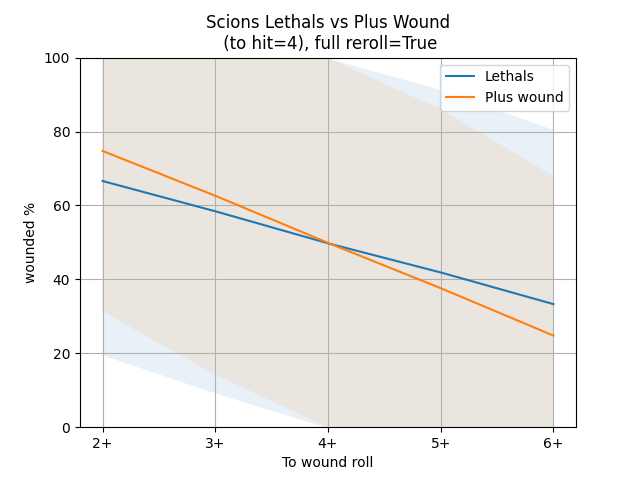 Scions Lethals vs Plus Wound
(to hit=4), full reroll=True
100
80
60
40
20
0
wounded %
Lethals
Plus wound
2+ 3+ 4+ 5+ 6+
To wound roll